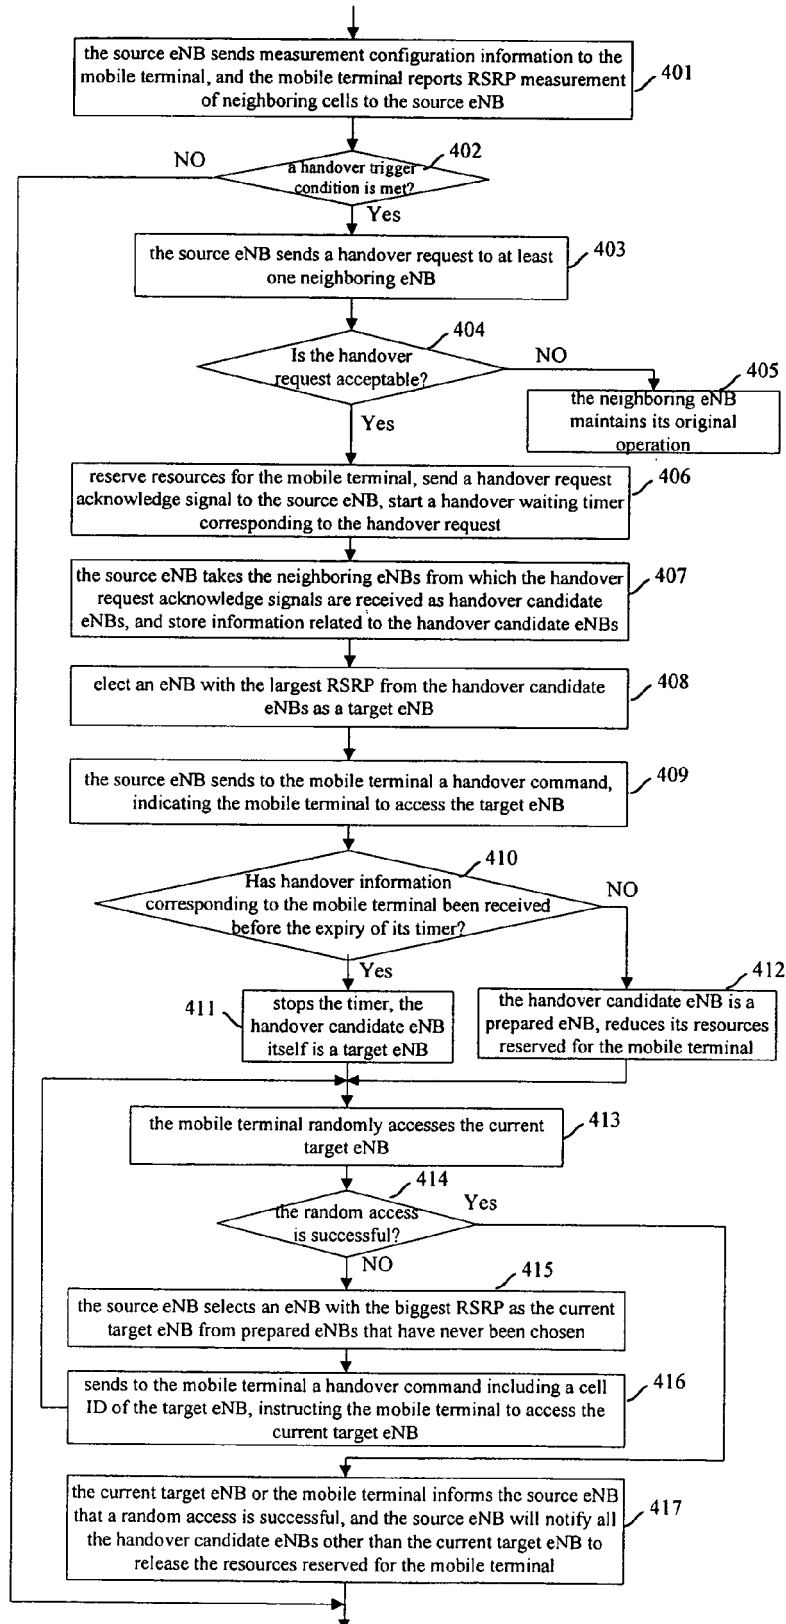 the source eNB sends measurement configuration information to the
mobile terminal, and the mobile terminal reports RSRP measurement
of neighboring cells to the source eNB
401
402
NO
a handover trigger
condition is met?
Yes
the source eNB sends a handover request to at least
one neighboring eNB
403
404
Is the handover
request acceptable?
NO
405
Yes
the neighboring eNB
maintains its original
operation
reserve resources for the mobile terminal, send a handover request
acknowledge signal to the source eNB, start a handover waiting timer
corresponding to the handover request
406
the source eNB takes the neighboring eNBs from which the handover
request acknowledge signals are received as handover candidate
eNBs, and store information related to the handover candidate eNBs
407
elect an eNB with the largest RSRP from the handover candidate
eNBs as a target eNB
408
the source eNB sends to the mobile terminal a handover command,
indicating the mobile terminal to access the target eNB
409
410
Has handover information
corresponding to the mobile terminal been received
before the expiry of its timer?
NO
Yes
412
411
stops the timer, the
handover candidate eNB
itself is a target eNB
the handover candidate eNB is a
prepared eNB, reduces its resources
reserved for the mobile terminal
the mobile terminal randomly accesses the current
target eNB
413
414
the random access
is successful?
Yes
NO
415
the source eNB selects an eNB with the biggest RSRP as the current
target eNB from prepared eNBs that have never been chosen
sends to the mobile terminal a handover command including a cell
ID of the target eNB, instructing the mobile terminal to access the
current target eNB
416
the current target eNB or the mobile terminal informs the source eNB
that a random access is successful, and the source eNB will notify all
the handover candidate eNBs other than the current target eNB to
release the resources reserved for the mobile terminal
417